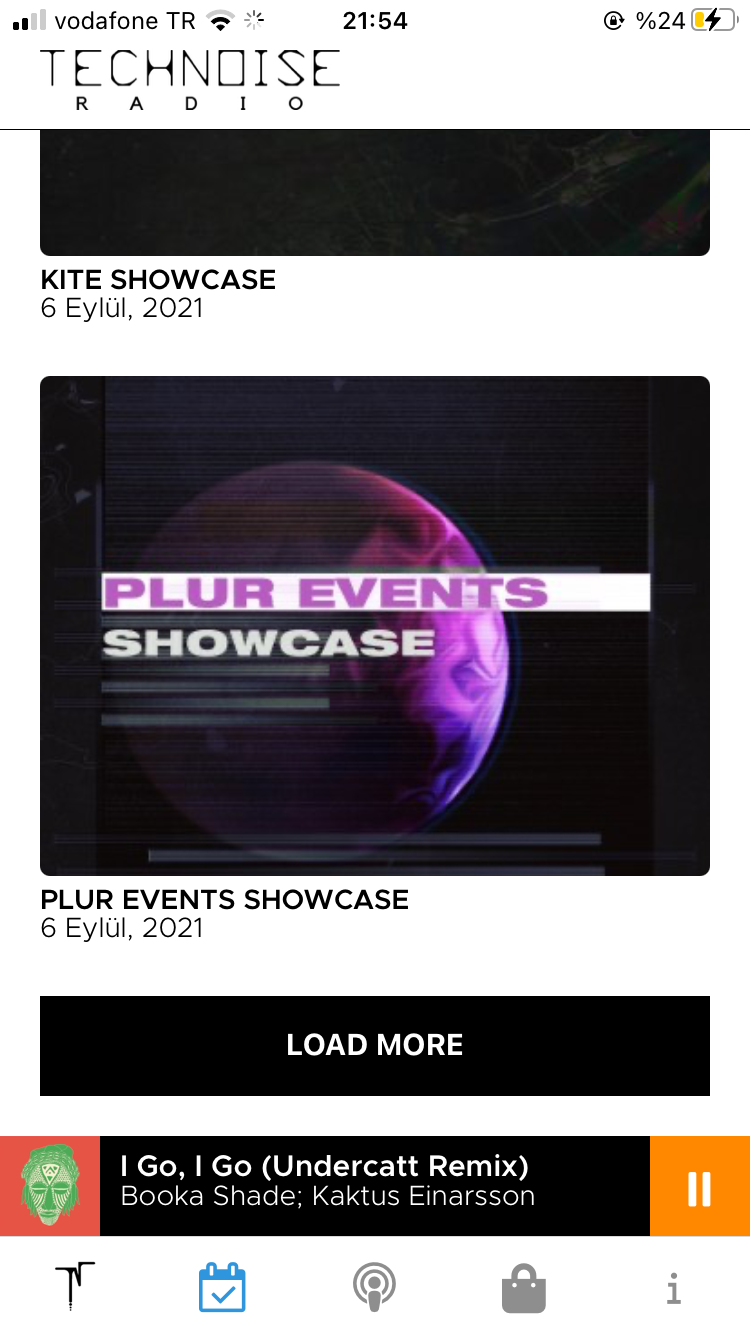 vodafone TR 21:54 %24
TECHNOISE
RADIO
KITE SHOWCASE
6 Eylül, 2021
PLUR EVENTS
SHOWCASE
PLUR EVENTS SHOWCASE
6 Eylül, 2021
LOAD MORE
I Go, I Go (Undercatt Remix)
Booka Shade; Kaktus Einarsson